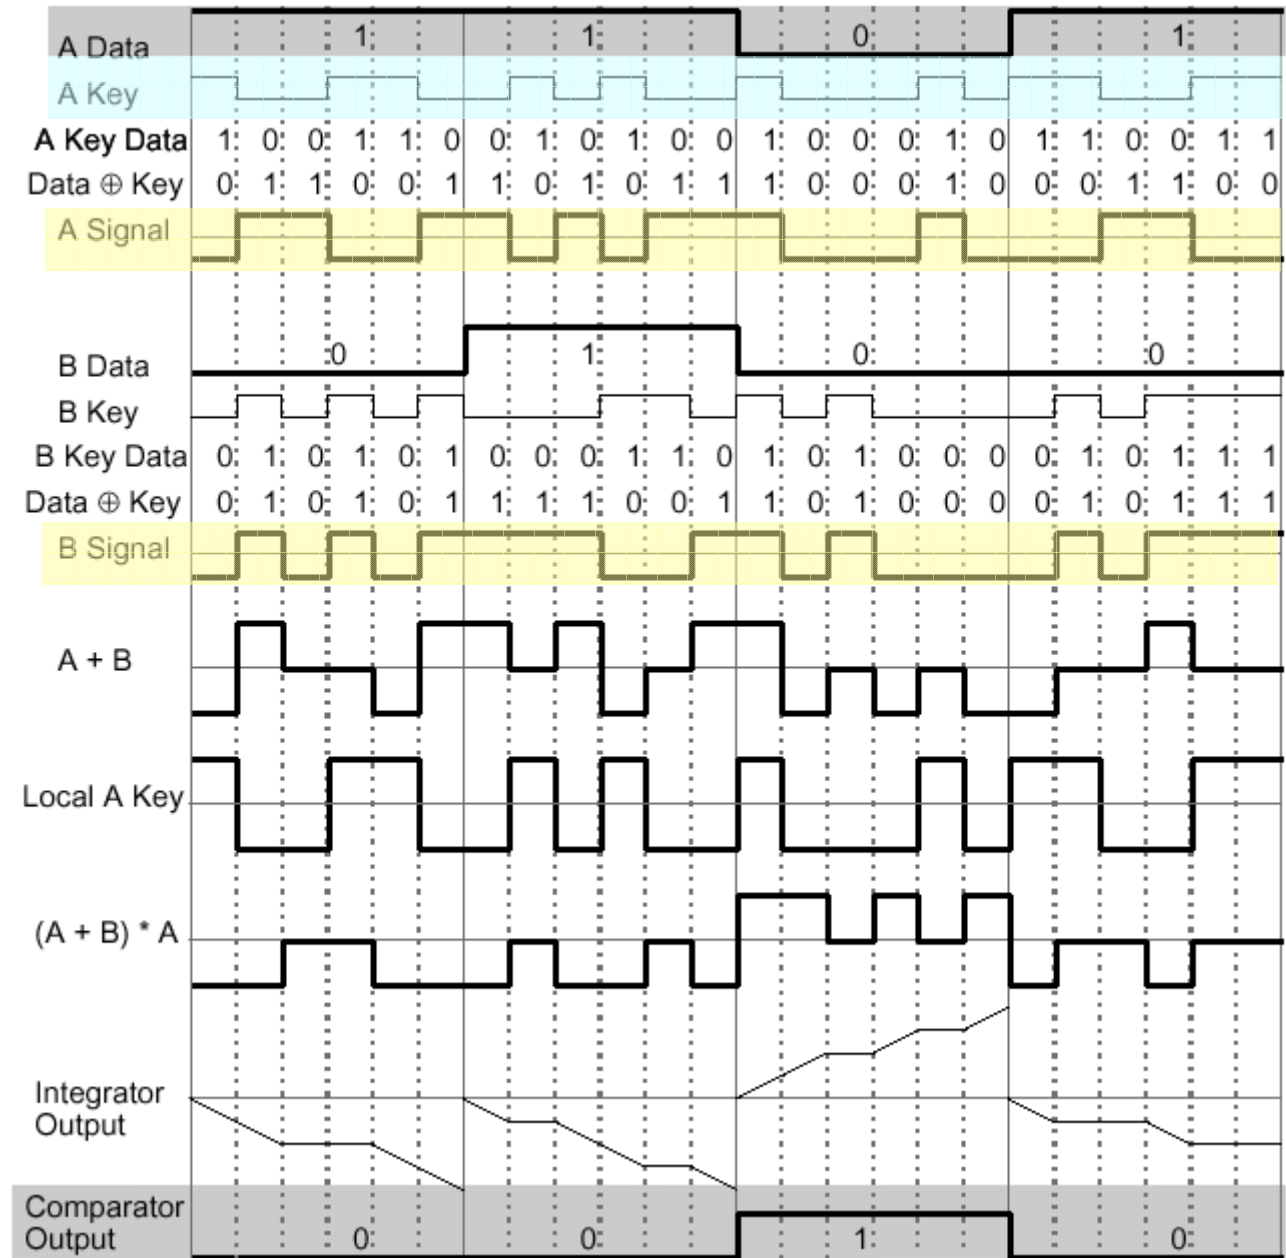 A Data 1 1 0 1
A Key
A Key Data 1 0 0 1 1 0 0 1 0 1 0 0 1 0 0 0 1 0 1 1 0 0 1 1
Data ⊕ Key 0 1 1 0 0 1 1 0 1 0 1 1 1 0 0 0 1 0 0 0 1 1 0 0
A Signal
B Data 0 1 0 0
B Key
B Key Data 0 1 0 1 0 1 0 0 0 1 1 0 1 0 1 0 0 0 0 1 0 1 1 1
Data ⊕ Key 0 1 0 1 0 1 1 1 1 0 0 1 1 0 1 0 0 0 0 1 0 1 1 1
B Signal
A + B
Local A Key
(A + B) * A
Integrator
Output
Comparator
Output 0 0 1 0